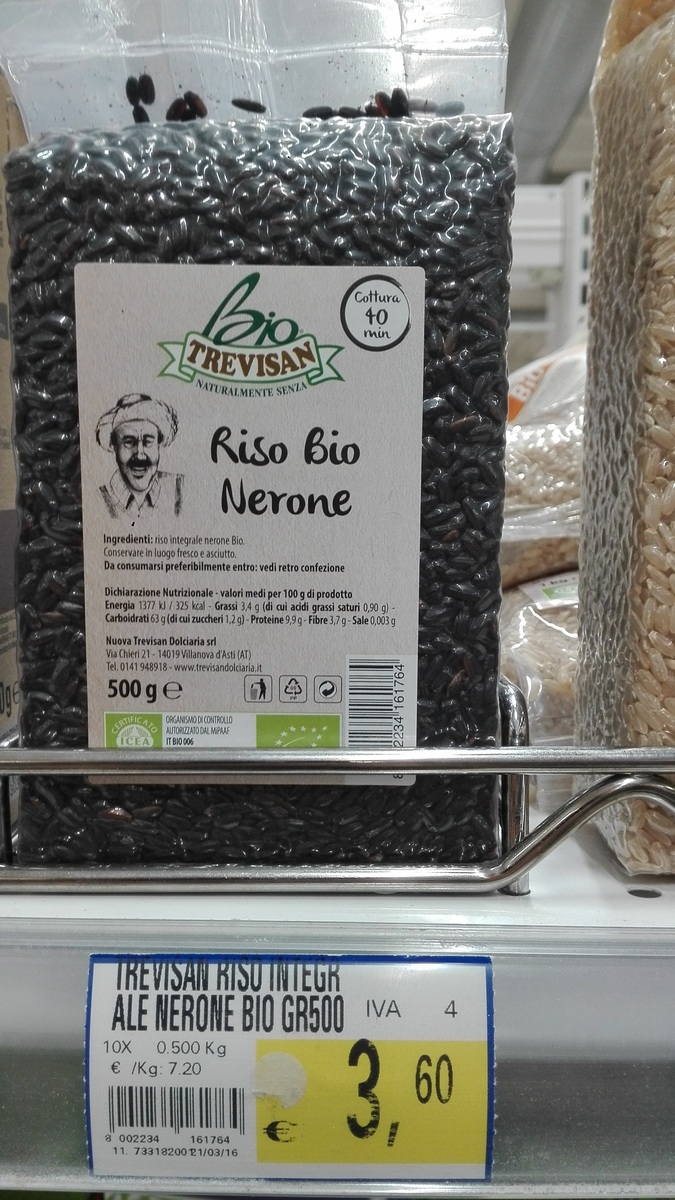 Bio
TREVISAN
NATURALMENTE SENZA
Cottura
40
min
Riso Bio
Nerone
Ingredienti: riso integrale nerone Bio.
Conservare in luogo fresco e asciutto.
Da consumarsi preferibilmente entro: vedi retro confezione
Dichiarazione Nutrizionale - valori medi per 100 g di prodotto
Energia 1377 kJ / 325 kcal - Grassi 3,4 g (di cui acidi grassi saturi 0,90 g) -
Carboidrati 63 g (di cui zuccheri 1,2 g) - Proteine 9,9 g - Fibre 3,7 g - Sale 0,003 g
Nuova Trevisan Dolciaria srl
Via Chieri 21 - 14019 Villanova d'Asti (AT)
Tel. 0141 948918 - www.trevisandolciaria.it
500 g e
CERTIFICATO
ICEA
ORGANISMO DI CONTROLLO
AUTORIZZATO DAL MiPAAF
IT BIO 006
2234 161764
TREVISAN RISO INTEGR
ALE NERONE BIO GR500 IVA 4
10X 0.500 Kg
€ /Kg: 7.20
€ 3,60
8 002234 161764
11. 73318200 21/03/16